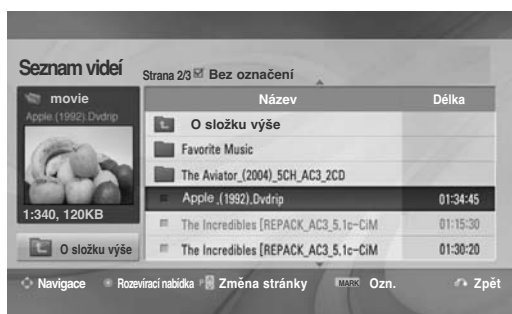 Seznam videí
Strana 2/3 Bez označení
movie
Apple.(1992).Dvdrip
1:340, 120KB
O složku výše
Název Délka
O složku výše
Favorite Music
The Aviator_(2004)_5CH_AC3_2CD
Apple.(1992).Dvdrip 01:34:45
The Incredibles [REPACK_AC3_5,1c-CiM 01:15:30
The Incredibles [REPACK_AC3_5,1c-CiM 01:30:20
Navigace Rozevírací nabídka Změna stránky MARK Ozn. Zpět